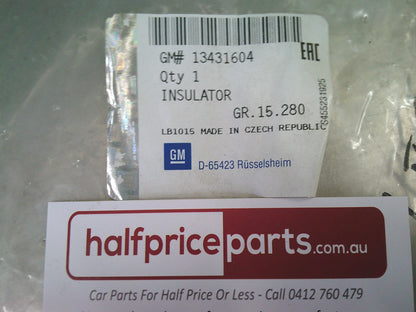 GM# 13431604
EAC
Qty 1
INSULATOR
GR.15.280
LB1015 MADE IN CZECH REPUBLIC
GM
D-65423 Rüsselsheim
halfpriceparts.com.au
Car Parts For Half Price Or Less - Call 0412 760 479